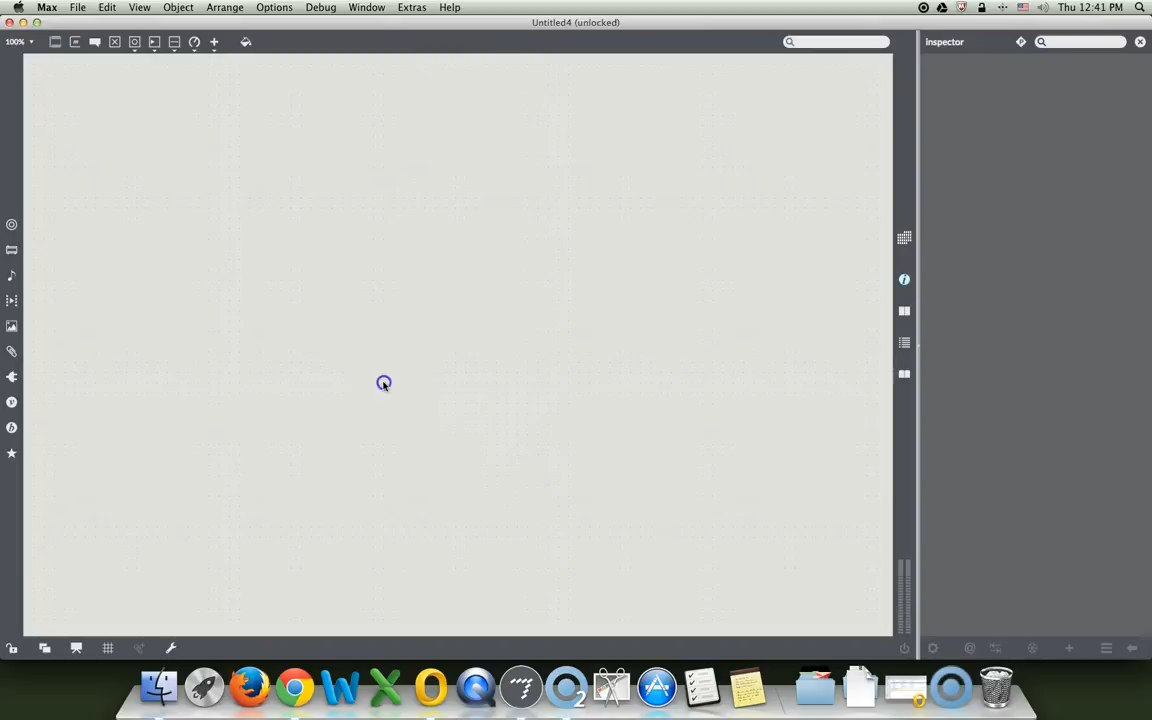 Max File Edit View Object Arrange Options Debug Window Extras Help Thu 12:41 PM
Untitled4 (unlocked)
100%
inspector